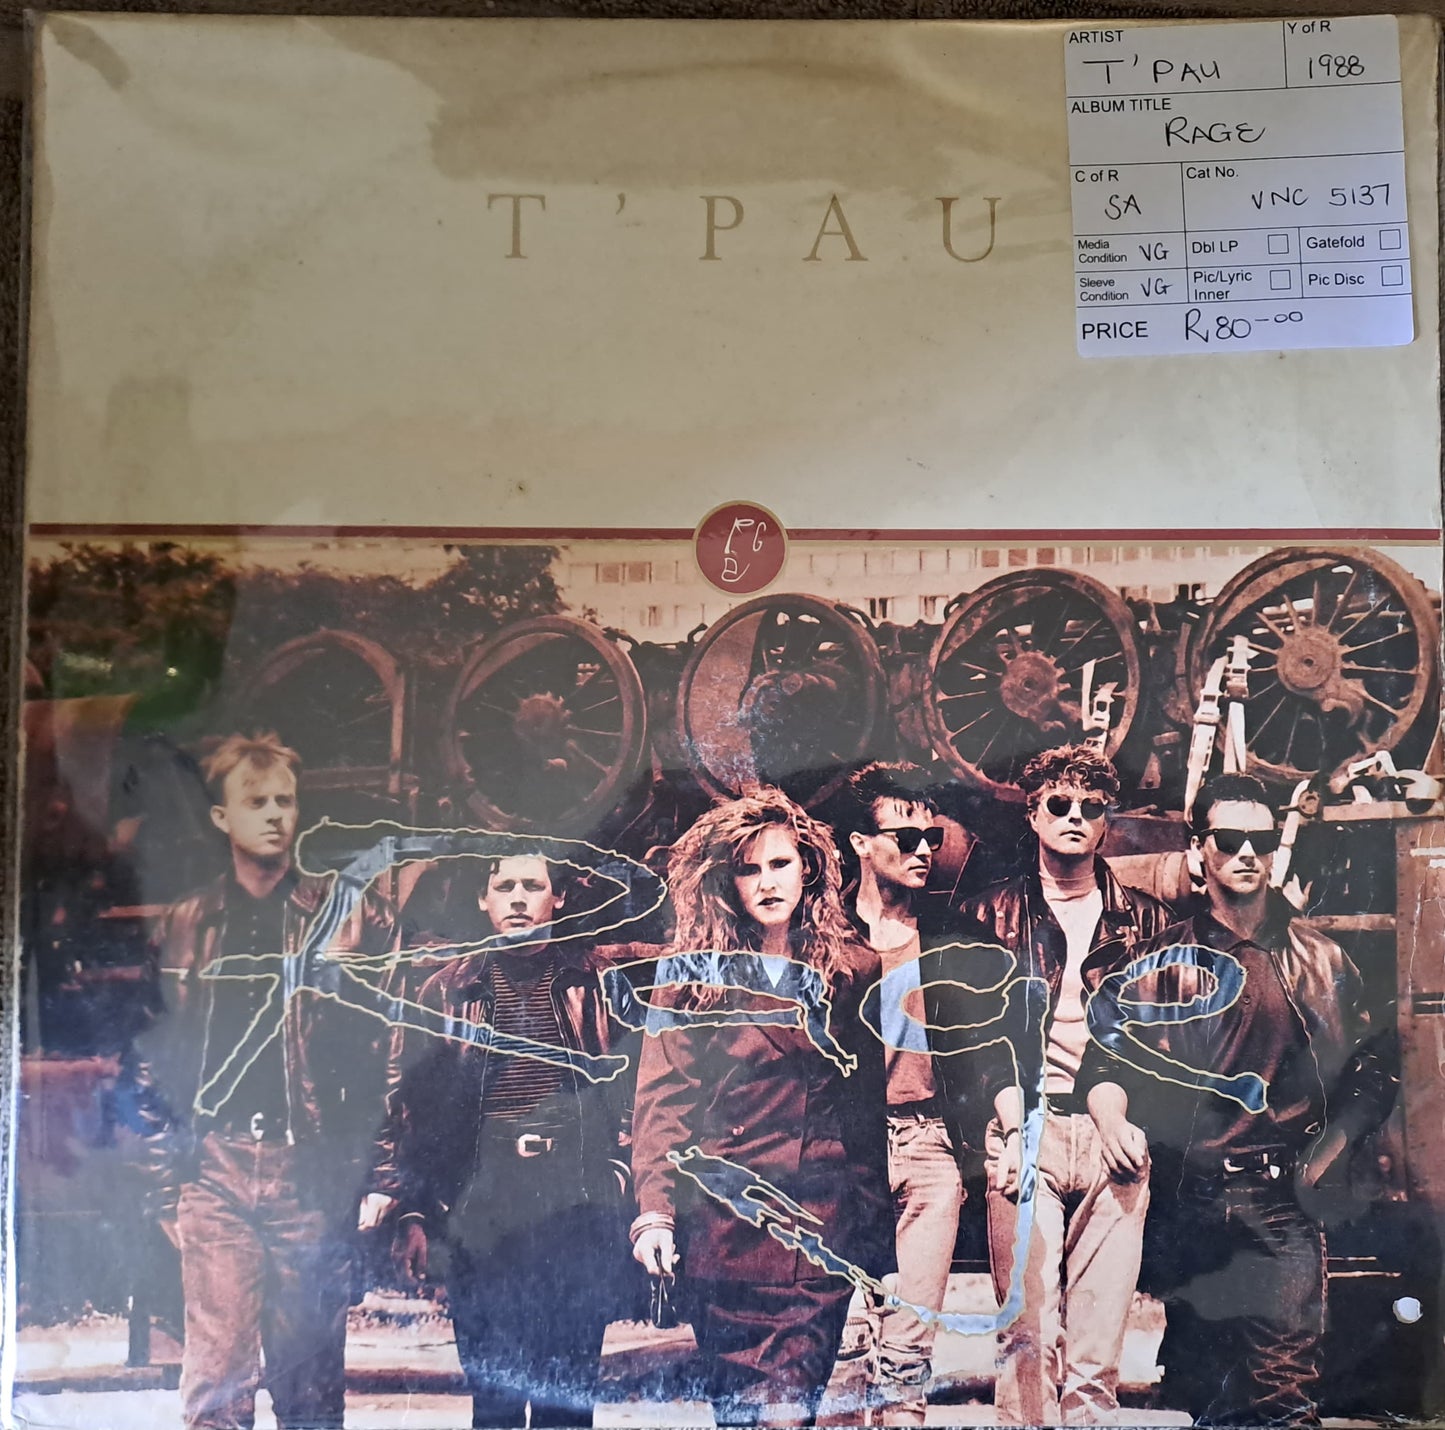 ARTIST
T'PAU
Y of R
1988
ALBUM TITLE
RAGE
C of R
SA
Cat No.
VNC 5137
Media
Condition VG
Dbl LP
Gatefold
Sleeve
Condition VG
Pic/Lyric
Inner
Pic Disc
PRICE R80-00
T'PAU
Rage